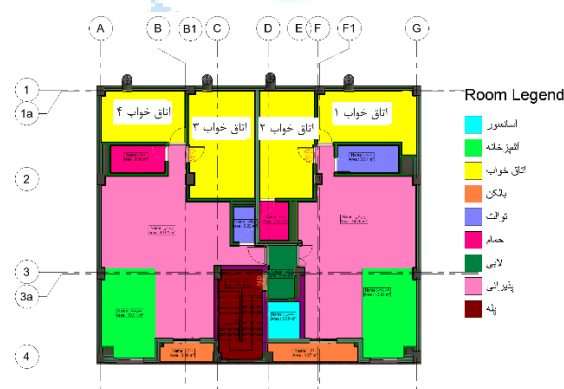 A B B1 C D E F F1 G
1
1a
2
3
3a
4
اتاق خواب ۴
اتاق خواب ۳
اتاق خواب ۲
اتاق خواب ۱
Room Legend
آسانسور
آشپزخانه
اتاق خواب
بالکن
توالت
حمام
لابی
پذیرایی
پله